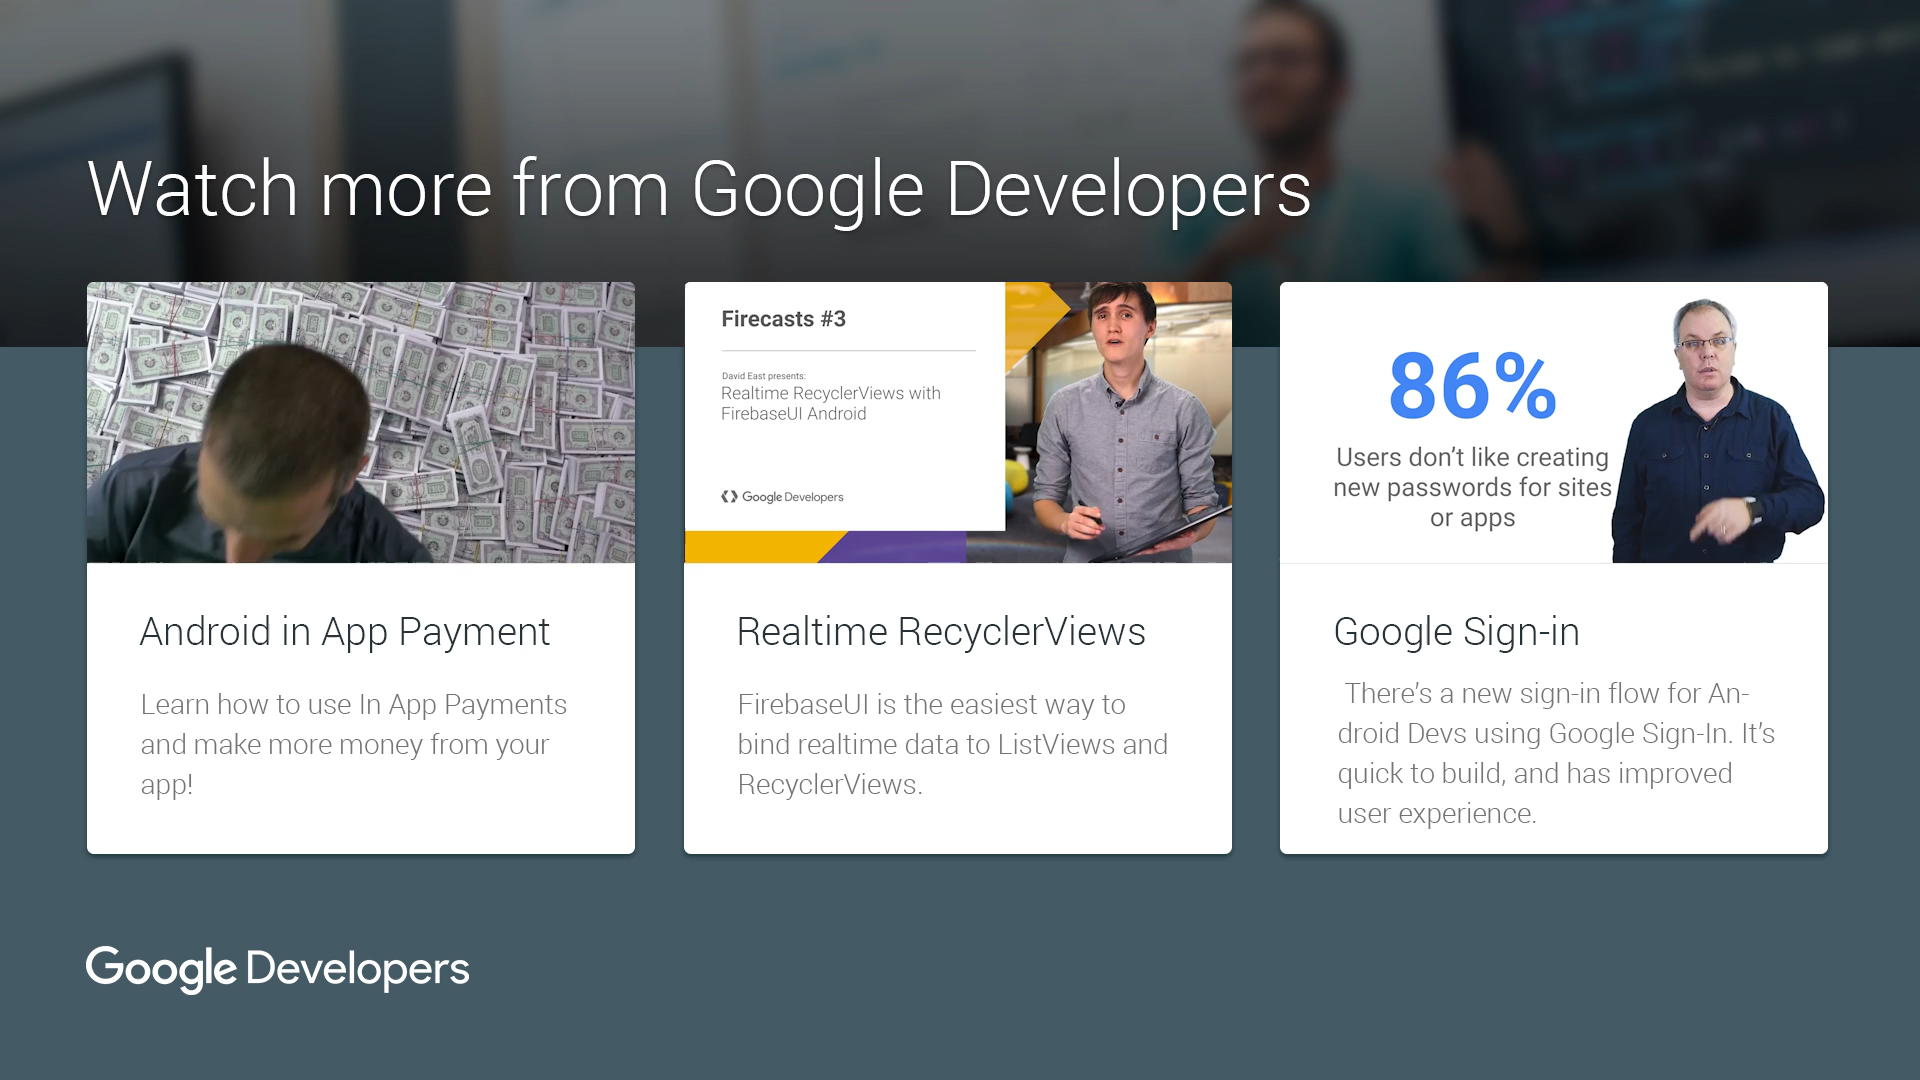 Watch more from Google Developers
Firecasts #3
David East presents:
Realtime RecyclerViews with
FirebaseUI Android
Google Developers
86%
Users don’t like creating
new passwords for sites
or apps
Android in App Payment
Learn how to use In App Payments
and make more money from your
app!
Realtime RecyclerViews
FirebaseUI is the easiest way to
bind realtime data to ListViews and
RecyclerViews.
Google Sign-in
There’s a new sign-in flow for An-
droid Devs using Google Sign-In. It’s
quick to build, and has improved
user experience.
Google Developers